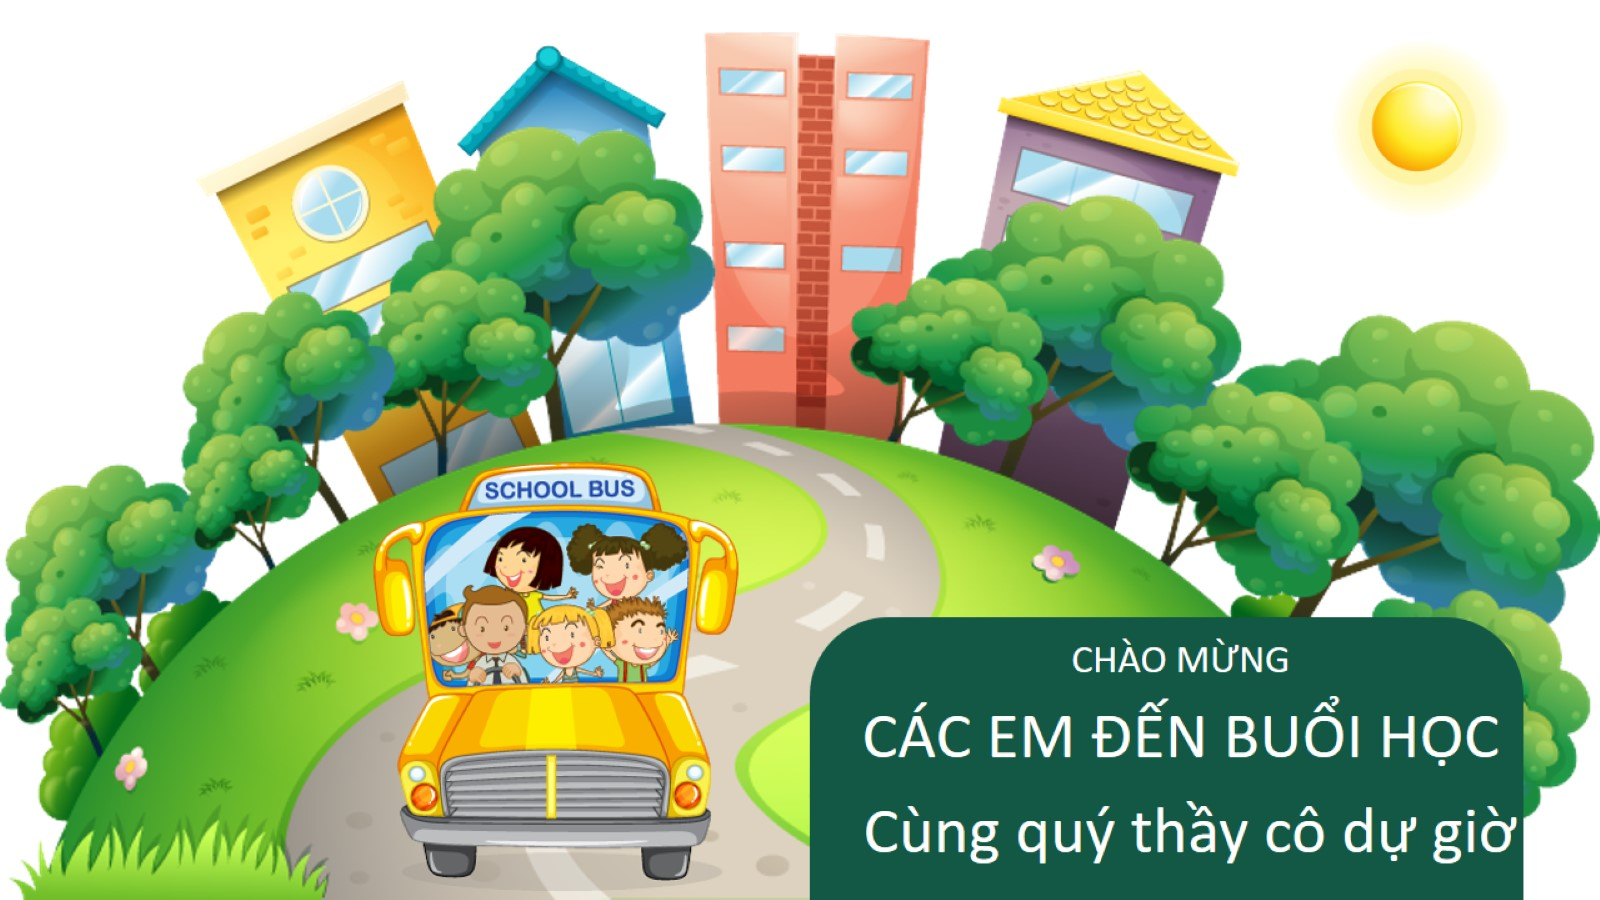 SCHOOL BUS
CHÀO MỪNG
CÁC EM ĐẾN BUỔI HỌC
Cùng quý thầy cô dự giờ